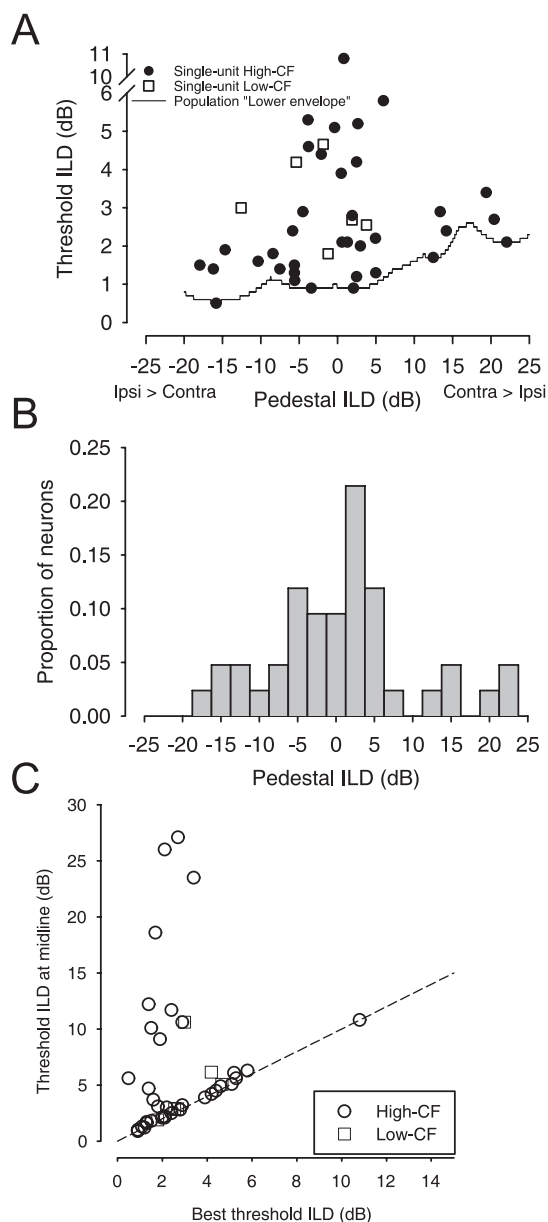 A
Threshold ILD (dB)
11
10
6
5
4
3
2
1
0
Single-unit High-CF
Single-unit Low-CF
Population "Lower envelope"
-25 -20 -15 -10 -5 0 5 10 15 20 25
Ipsi > Contra Pedestal ILD (dB) Contra > Ipsi
B
Proportion of neurons
0.25
0.20
0.15
0.10
0.05
0.00
-25 -20 -15 -10 -5 0 5 10 15 20 25
Pedestal ILD (dB)
C
Threshold ILD at midline (dB)
30
25
20
15
10
5
0
High-CF
Low-CF
0 2 4 6 8 10 12 14
Best threshold ILD (dB)